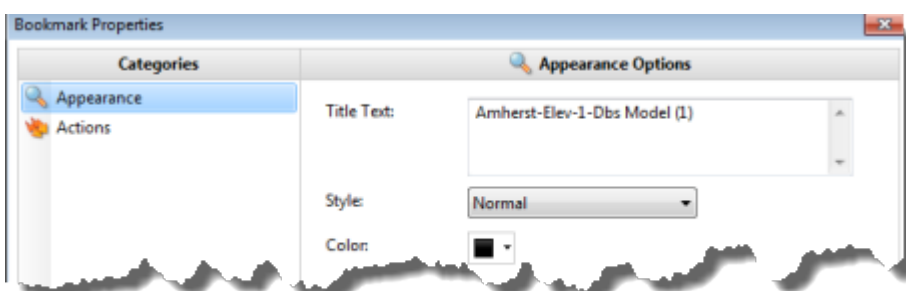 Bookmark Properties
Categories
Appearance Options
Appearance
Actions
Title Text:
Amherst-Elev-1-Dbs Model (1)
Style:
Normal
Color: